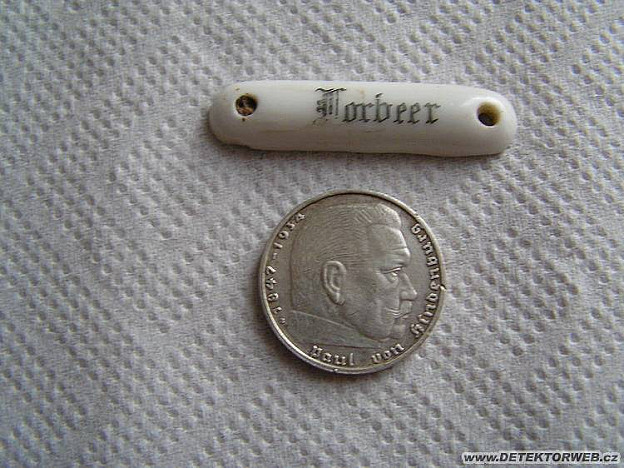 Lorbeer
1847-1934
Paul von Hindenburg
www.DETEKTORWEB.cz